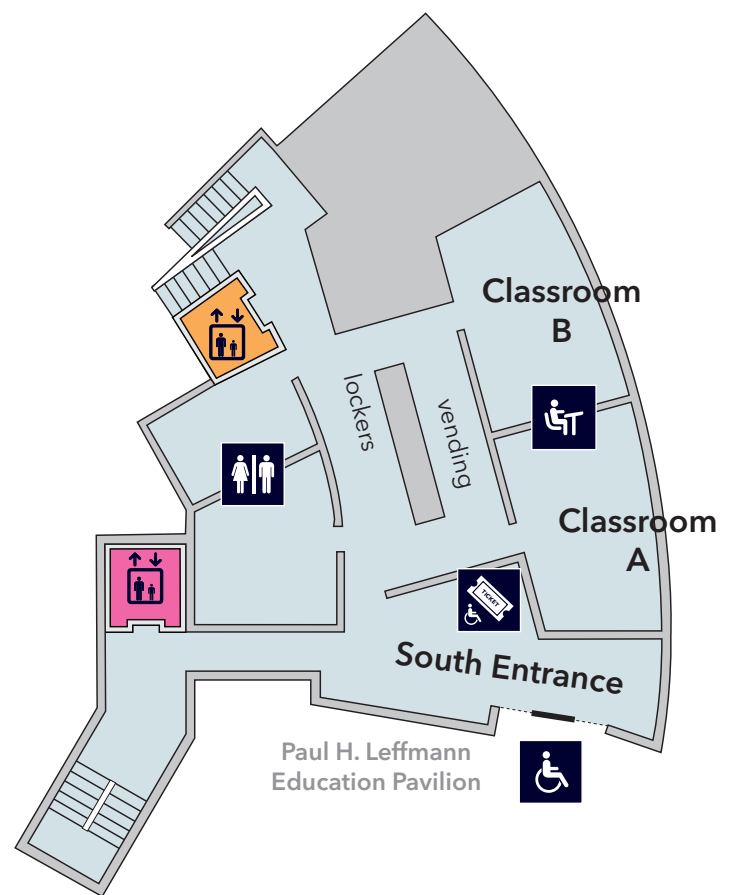 Classroom
B
lockers
vending
Classroom
A
TICKET
South Entrance
Paul H. Leffmann
Education Pavilion